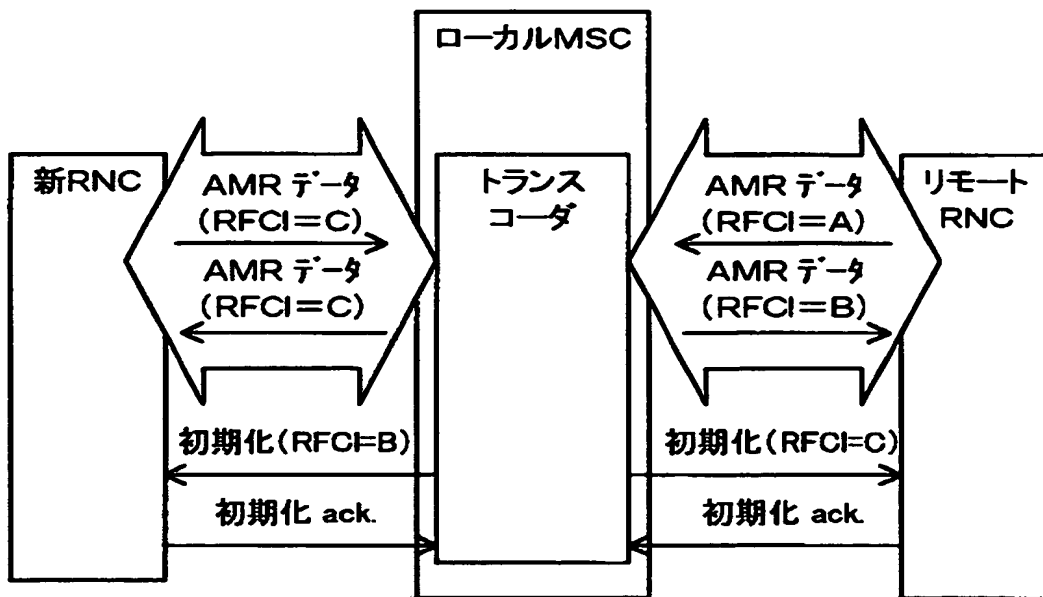 ローカルMSC
新RNC
AMR データ
(RFCI=C)
AMR データ
(RFCI=C)
トランス
コーダ
AMR データ
(RFCI=A)
AMR データ
(RFCI=B)
リモート
RNC
初期化(RFCI=B)
初期化(RFCI=C)
初期化 ack.
初期化 ack.